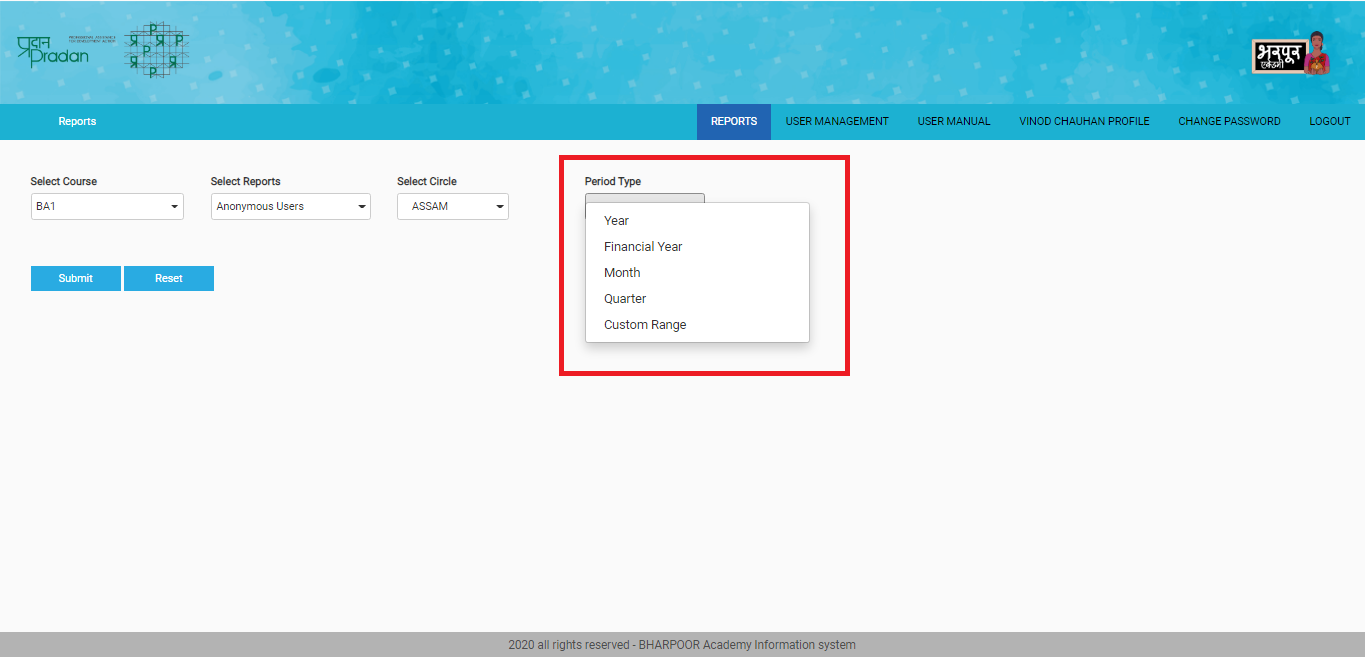 प्रदान
Pradan
PROFESSIONAL ASSISTANCE
FOR DEVELOPMENT ACTION
P
प्र P प्र P
प्र P प्र
P
भरपूर
एकेडमी
Reports
REPORTS
USER MANAGEMENT
USER MANUAL
VINOD CHAUHAN PROFILE
CHANGE PASSWORD
LOGOUT
Select Course
Select Reports
Select Circle
Period Type
BA1
Anonymous Users
ASSAM
Year
Financial Year
Month
Quarter
Custom Range
Submit
Reset
2020 all rights reserved - BHARPOOR Academy Information system